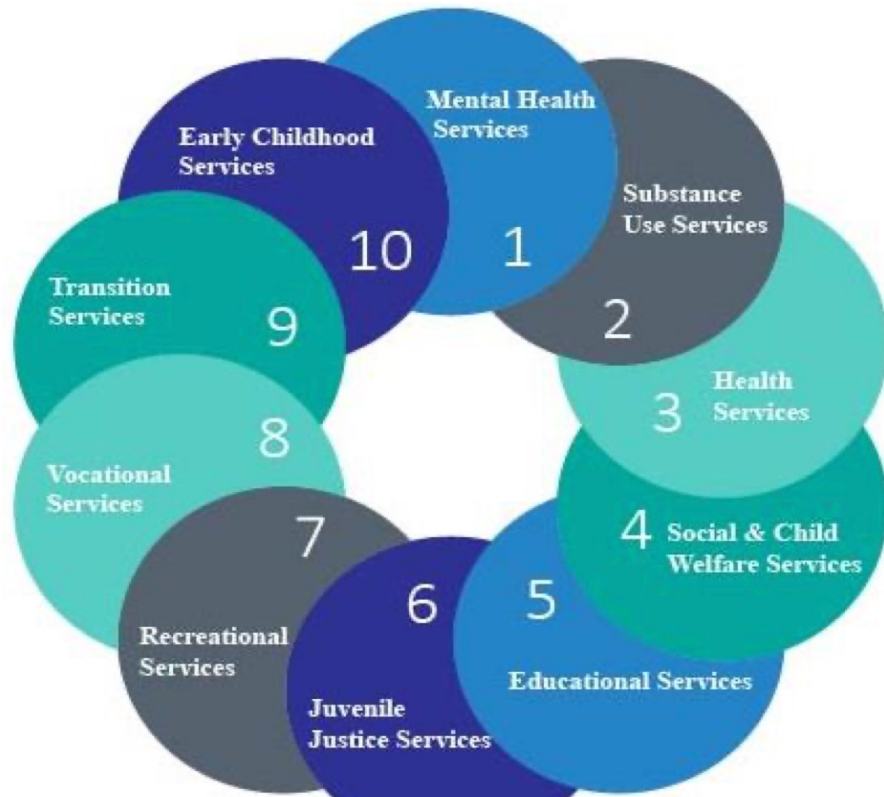 Mental Health
Services
1
Substance
Use Services
2
Health
Services
3
Social & Child
Welfare Services
4
Educational Services
5
Juvenile
Justice Services
6
Recreational
Services
7
Vocational
Services
8
Transition
Services
9
Early Childhood
Services
10